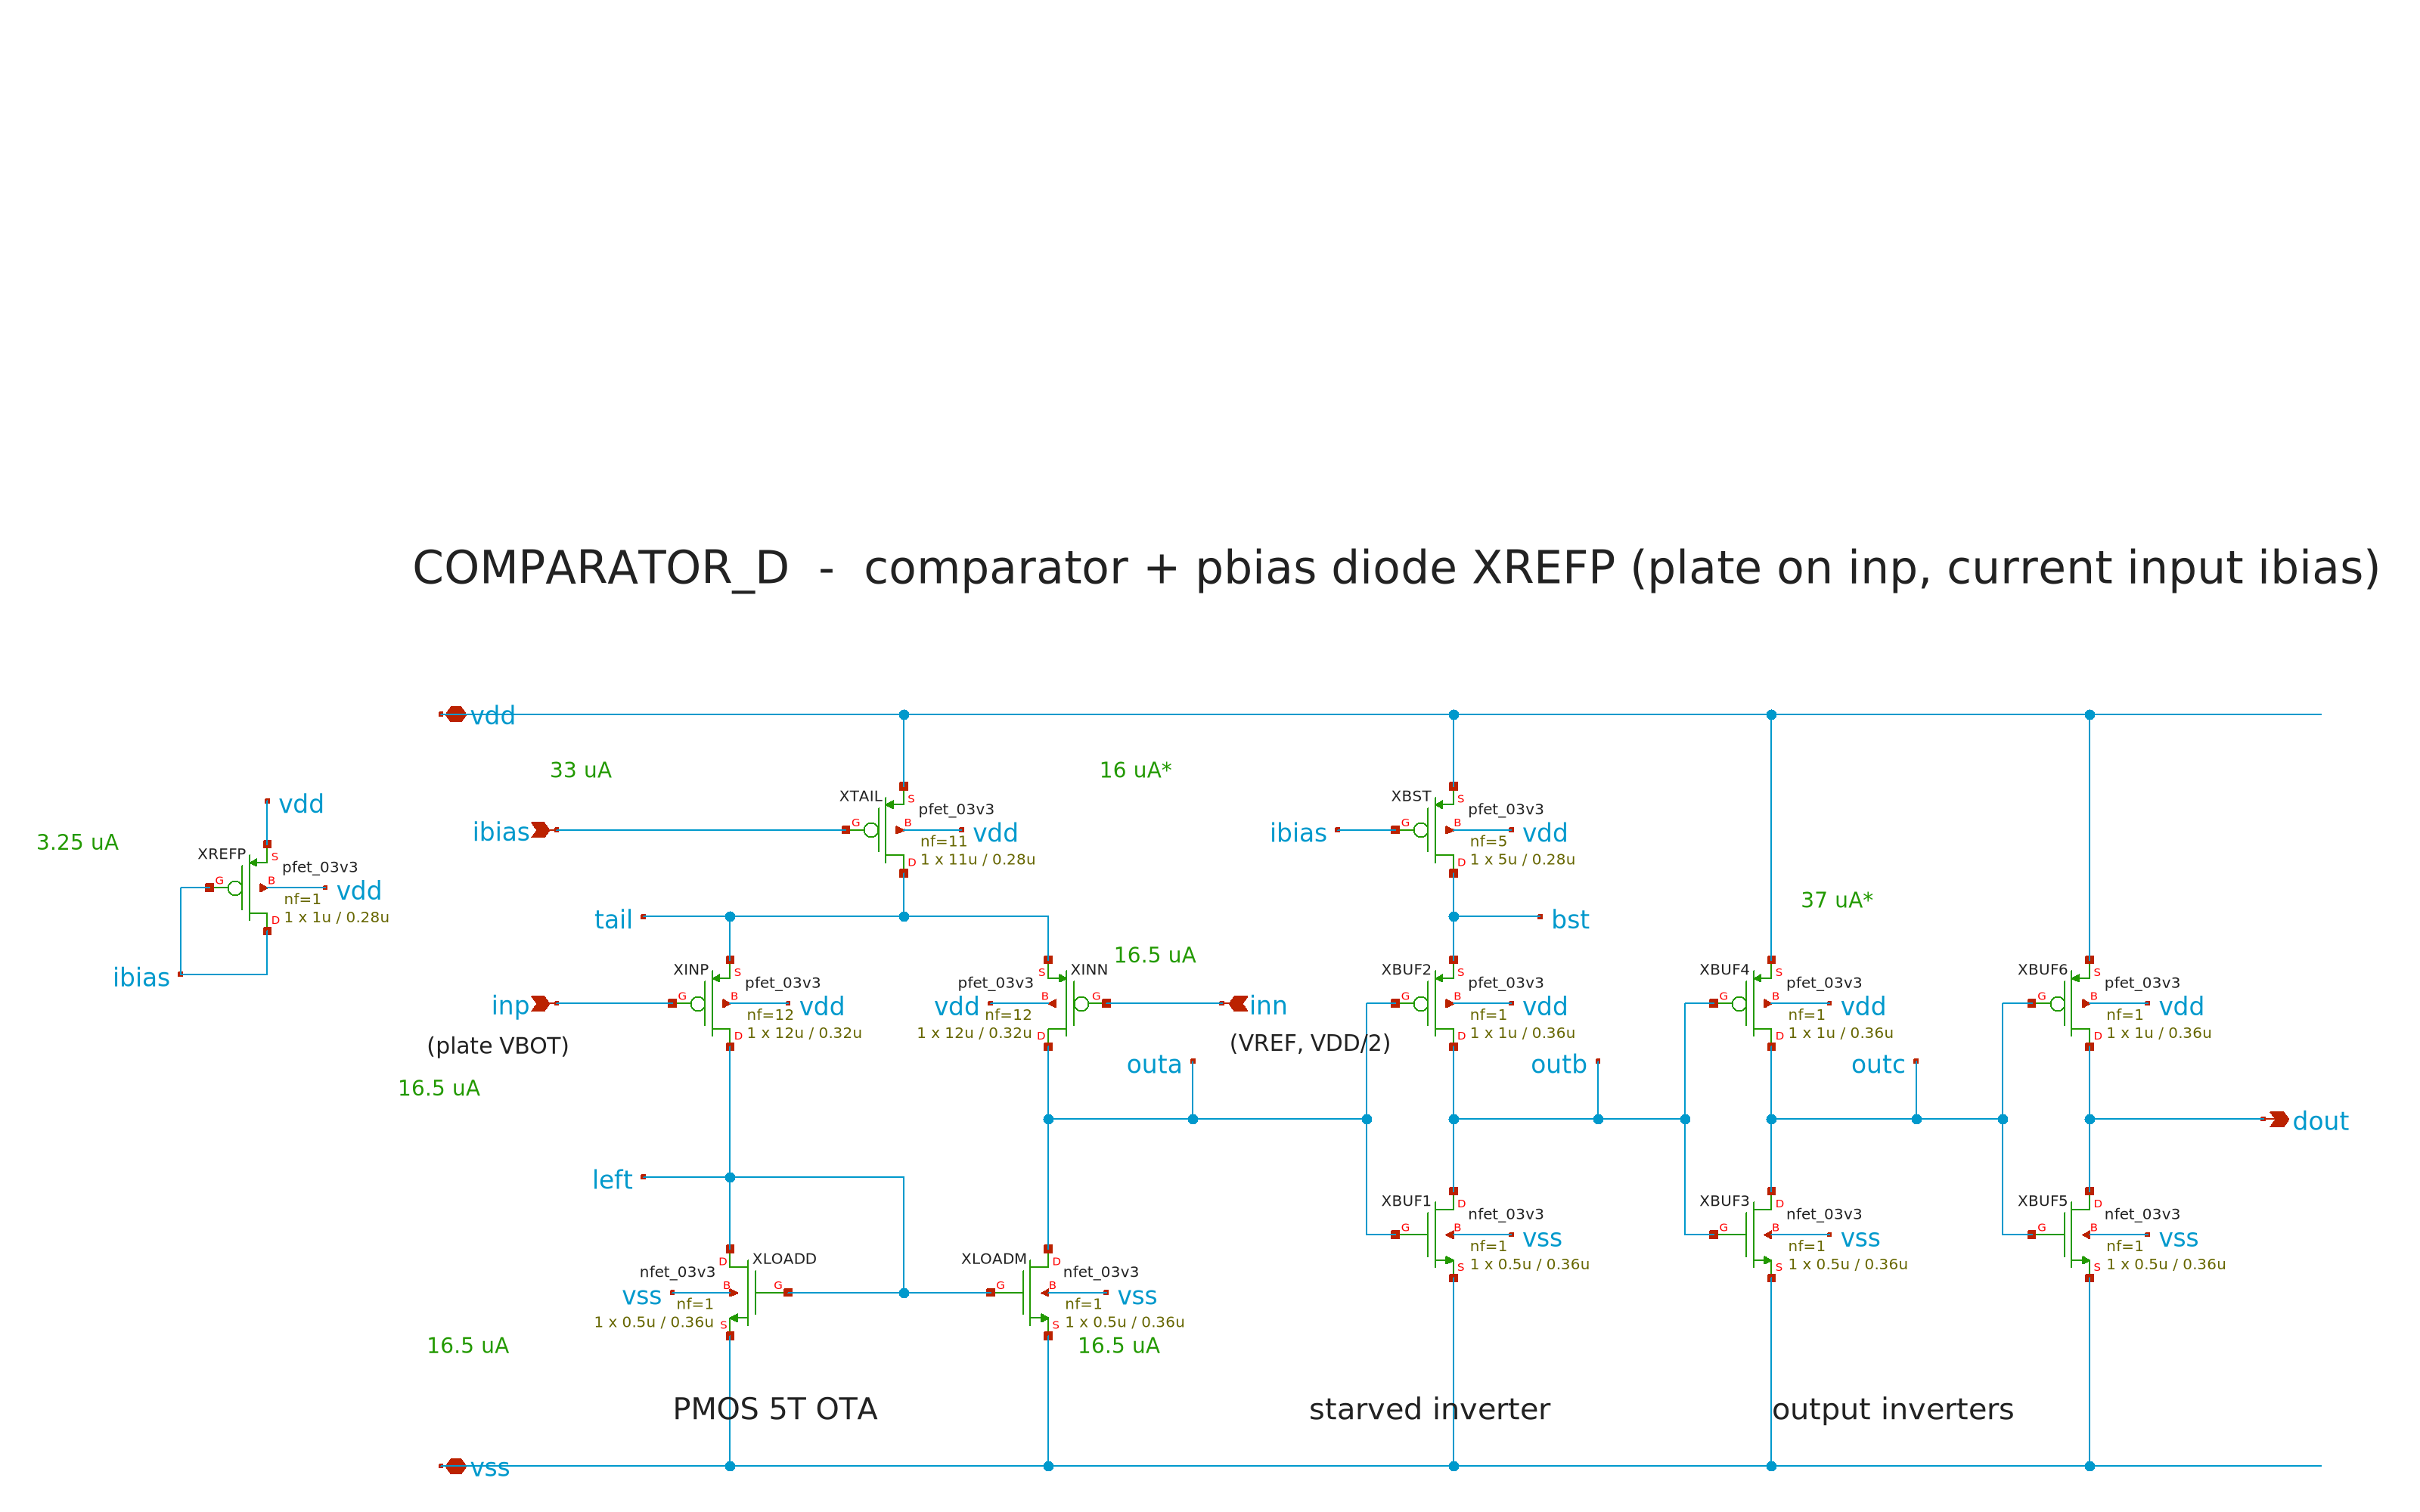 COMPARATOR_D - comparator + pbias diode XREFP (plate on inp, current input ibias)
vdd
33 uA
16 uA*
XTAIL
S
pfet_03v3
ibias
G
B
vdd
nf=11
D
1 x 11u / 0.28u
XBST
S
pfet_03v3
ibias
G
B
vdd
nf=5
D
1 x 5u / 0.28u
vdd
3.25 uA
XREFP
S
pfet_03v3
G
B
vdd
nf=1
D
1 x 1u / 0.28u
ibias
37 uA*
tail
bst
16.5 uA
XINP
S
pfet_03v3
inp
G
B
vdd
nf=12
D
1 x 12u / 0.32u
(plate VBOT)
16.5 uA
XINN
S
pfet_03v3
vdd
B
G
inn
nf=12
1 x 12u / 0.32u
D
(VREF, VDD/2)
XBUF2
S
pfet_03v3
G
B
vdd
nf=1
D
1 x 1u / 0.36u
XBUF4
S
pfet_03v3
G
B
vdd
nf=1
D
1 x 1u / 0.36u
XBUF6
S
pfet_03v3
G
B
vdd
nf=1
D
1 x 1u / 0.36u
outa
outb
outc
dout
left
XLOADD
D
nfet_03v3
vss
B
G
nf=1
1 x 0.5u / 0.36u
S
16.5 uA
XLOADM
D
nfet_03v3
G
B
vss
nf=1
1 x 0.5u / 0.36u
S
16.5 uA
XBUF1
D
nfet_03v3
G
B
vss
nf=1
1 x 0.5u / 0.36u
S
XBUF3
D
nfet_03v3
G
B
vss
nf=1
1 x 0.5u / 0.36u
S
XBUF5
D
nfet_03v3
G
B
vss
nf=1
1 x 0.5u / 0.36u
S
PMOS 5T OTA
starved inverter
output inverters
vss